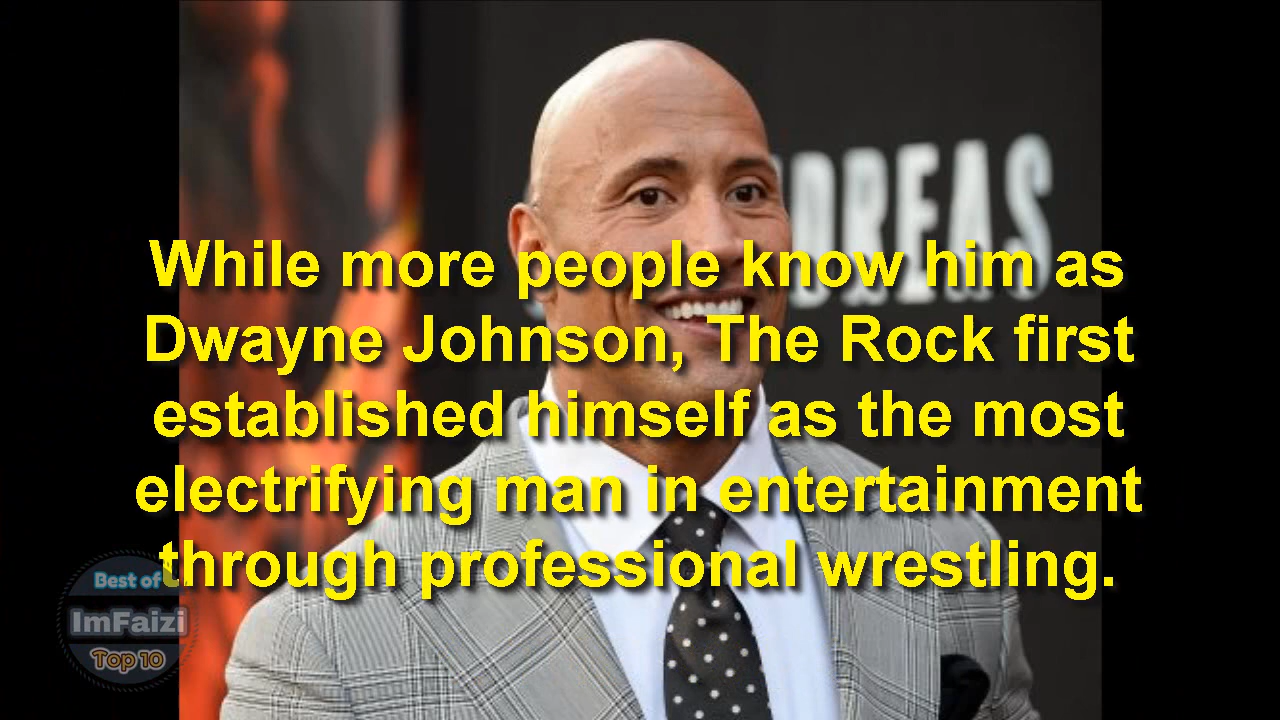 DREAS
While more people know him as
Dwayne Johnson, The Rock first
established himself as the most
electrifying man in entertainment
through professional wrestling.
Best of
ImFaizi
Top 10